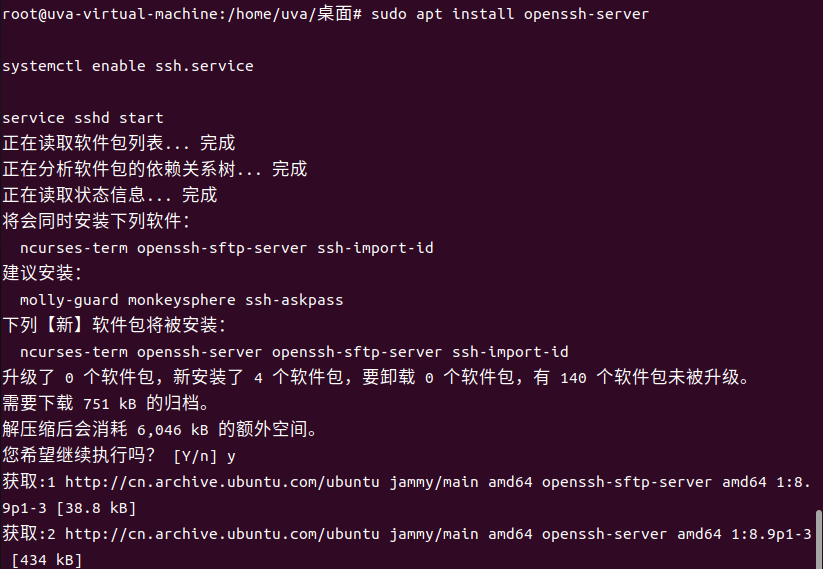 root@uva-virtual-machine:/home/uva/桌面# sudo apt install openssh-server
systemctl enable ssh.service
service sshd start
正在读取软件包列表... 完成
正在分析软件包的依赖关系树... 完成
正在读取状态信息... 完成
将会同时安装下列软件：
  ncurses-term openssh-sftp-server ssh-import-id
建议安装：
  molly-guard monkeysphere ssh-askpass
下列【新】软件包将被安装：
  ncurses-term openssh-server openssh-sftp-server ssh-import-id
升级了 0 个软件包，新安装了 4 个软件包，要卸载 0 个软件包，有 140 个软件包未被升级。
需要下载 751 kB 的归档。
解压缩后会消耗 6,046 kB 的额外空间。
您希望继续执行吗？ [Y/n] y
获取:1 http://cn.archive.ubuntu.com/ubuntu jammy/main amd64 openssh-sftp-server amd64 1:8.
9p1-3 [38.8 kB]
获取:2 http://cn.archive.ubuntu.com/ubuntu jammy/main amd64 openssh-server amd64 1:8.9p1-3
 [434 kB]